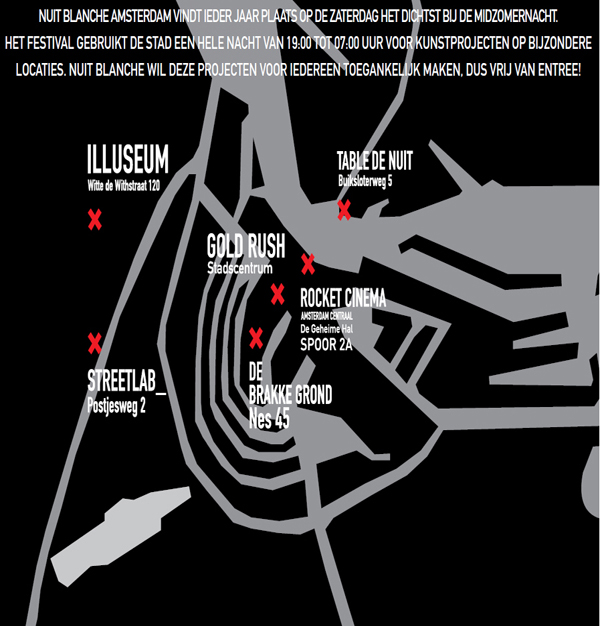 NUIT BLANCHE AMSTERDAM VINDT IEDER JAAR PLAATS OP DE ZATERDAG HET DICHTST BIJ DE MIDZOMERNACHT.
HET FESTIVAL GEBRUIKT DE STAD EEN HELE NACHT VAN 19.00 TOT 07.00 UUR VOOR KUNSTPROJECTEN OP BIJZONDERE
LOCATIES. NUIT BLANCHE WIL DEZE PROJECTEN VOOR IEDEREEN TOEGANKELIJK MAKEN, DUS VRIJ VAN ENTREE!
ILLUSEUM
Witte de Withstraat 120
TABLE DE NUIT
Buiksloterweg 5
GOLD RUSH
Stadscentrum
ROCKET CINEMA
AMSTERDAM CENTRAAL
De Geheime Hal
SPOOR 2A
STREETLAB_
Postjesweg 2
DE
BRAKKE GROND
Nes 45